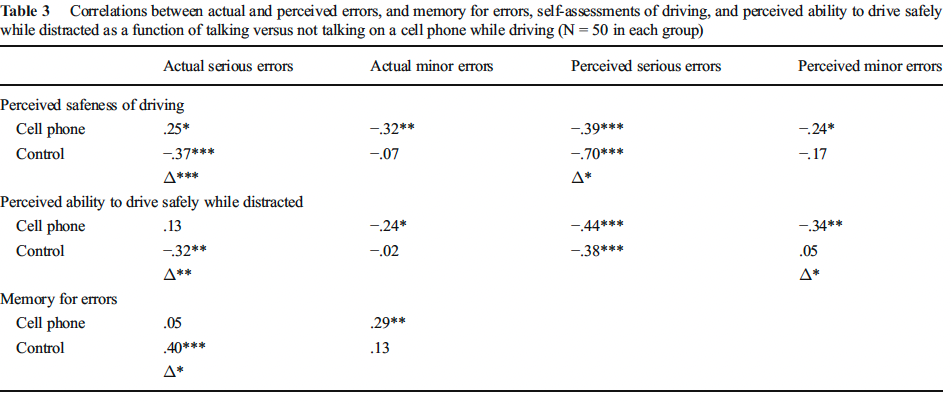 Table 3 Correlations between actual and perceived errors, and memory for errors, self-assessments of driving, and perceived ability to drive safely
while distracted as a function of talking versus not talking on a cell phone while driving (N = 50 in each group)
Actual serious errors Actual minor errors Perceived serious errors Perceived minor errors
Perceived safeness of driving
Cell phone .25* −.32** −.39*** −.24*
Control −.37*** −.07 −.70*** −.17
Δ*** Δ*
Perceived ability to drive safely while distracted
Cell phone .13 −.24* −.44*** −.34**
Control −.32** −.02 −.38*** .05
Δ** Δ*
Memory for errors
Cell phone .05 .29**
Control .40*** .13
Δ*